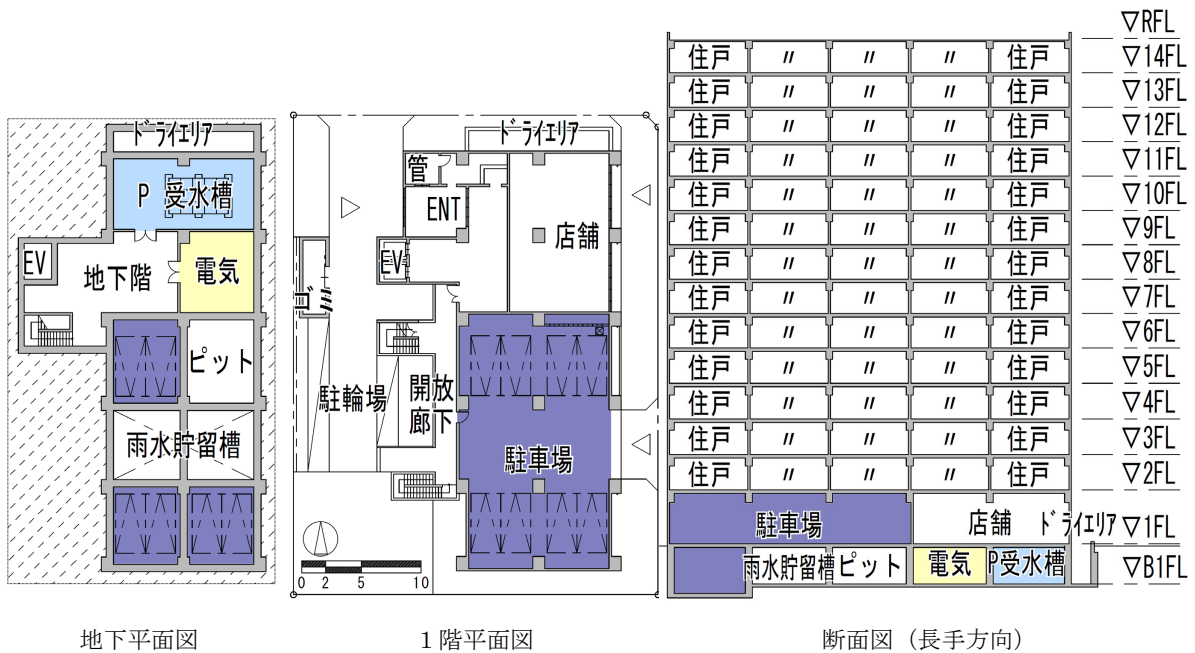 ドライエリア
P 受水槽
EV
地下階
電気
ピット
雨水貯留槽
地下平面図
ドライエリア
管
ENT
店舗
EV
ゴミ
駐輪場
開放
廊下
駐車場
0 2 5 10
1階平面図
▽RFL
住戸 〃 〃 〃 住戸 ▽14FL
住戸 〃 〃 〃 住戸 ▽13FL
住戸 〃 〃 〃 住戸 ▽12FL
住戸 〃 〃 〃 住戸 ▽11FL
住戸 〃 〃 〃 住戸 ▽10FL
住戸 〃 〃 〃 住戸 ▽9FL
住戸 〃 〃 〃 住戸 ▽8FL
住戸 〃 〃 〃 住戸 ▽7FL
住戸 〃 〃 〃 住戸 ▽6FL
住戸 〃 〃 〃 住戸 ▽5FL
住戸 〃 〃 〃 住戸 ▽4FL
住戸 〃 〃 〃 住戸 ▽3FL
住戸 〃 〃 〃 住戸 ▽2FL
駐車場 店舗 ドライエリア ▽1FL
雨水貯留槽 ピット 電気 P受水槽 ▽B1FL
断面図（長手方向）